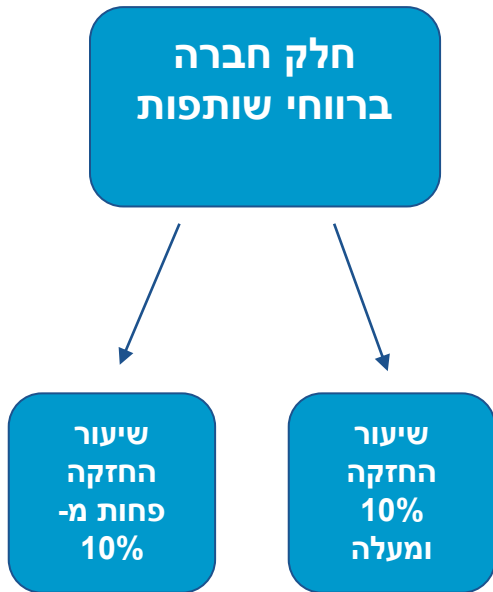 חלק חברה
ברווחי שותפות
שיעור
החזקה
10%
ומעלה
שיעור
החזקה
פחות מ-
10%